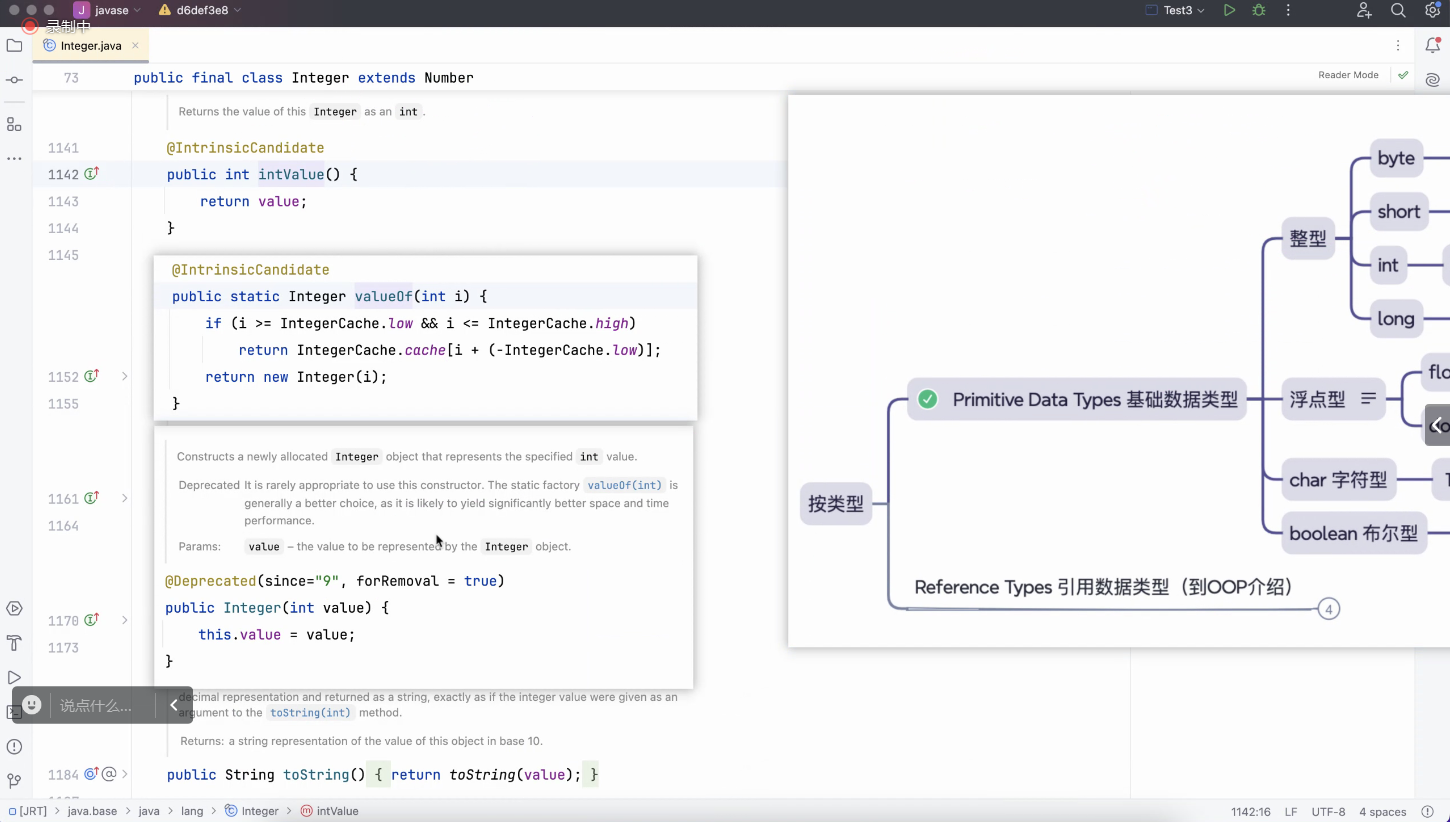 javase
d6def3e8
Test3
录制中
Integer.java
73 public final class Integer extends Number
Reader Mode
Returns the value of this Integer as an int.
1141 @IntrinsicCandidate
1142 public int intValue() {
1143 return value;
1144 }
1145
@IntrinsicCandidate
public static Integer valueOf(int i) {
if (i >= IntegerCache.low && i <= IntegerCache.high)
return IntegerCache.cache[i + (-IntegerCache.low)];
1152 return new Integer(i);
1155 }
Constructs a newly allocated Integer object that represents the specified int value.
Deprecated It is rarely appropriate to use this constructor. The static factory valueOf(int) is
1161 generally a better choice, as it is likely to yield significantly better space and time
1164 performance.
Params: value – the value to be represented by the Integer object.
@Deprecated(since="9", forRemoval = true)
public Integer(int value) {
1170
this.value = value;
1173
}
decimal representation and returned as a string, exactly as if the integer value were given as an
argument to the toString(int) method.
说点什么...
Returns: a string representation of the value of this object in base 10.
1184 public String toString() { return toString(value); }
按类型
Primitive Data Types 基础数据类型
整型
byte
short
int
long
浮点型
flo
char 字符型
boolean 布尔型
Reference Types 引用数据类型（到OOP介绍）
4
[JRT] > java.base > java > lang > Integer > intValue
1142:16 LF UTF-8 4 spaces